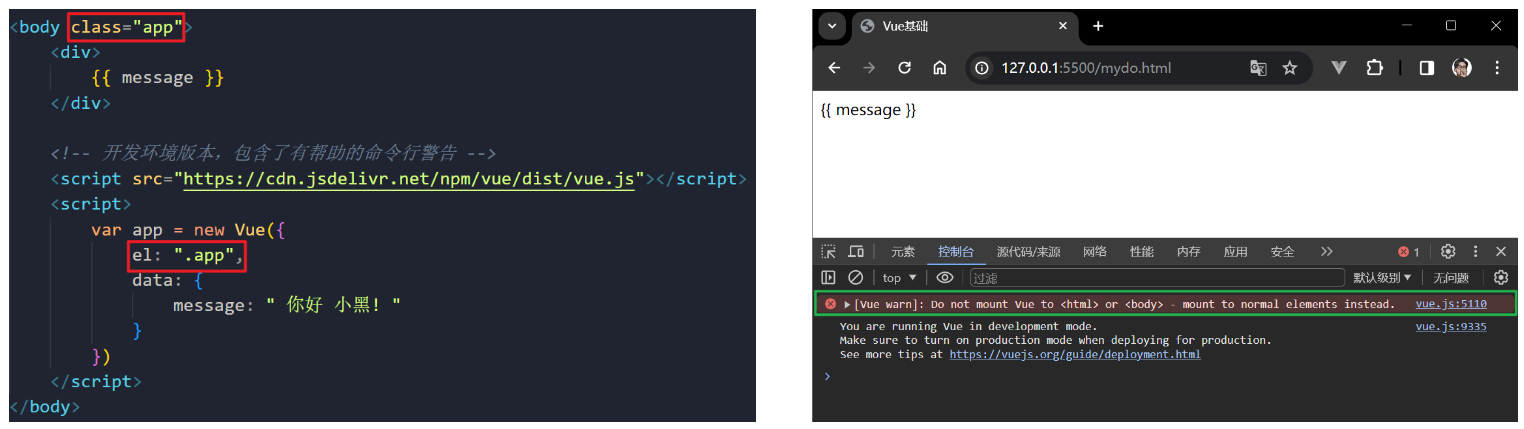 <body class="app">
<div>
{{ message }}
</div>
<!-- 开发环境版本，包含了有帮助的命令行警告 -->
<script src="https://cdn.jsdelivr.net/npm/vue/dist/vue.js"></script>
<script>
var app = new Vue({
el: ".app",
data: {
message: " 你好 小黑! "
}
})
</script>
</body>
Vue基础
127.0.0.1:5500/mydo.html
{{ message }}
元素 控制台 源代码/来源 网络 性能 内存 应用 安全 1
top 过滤 默认级别 无问题
[Vue warn]: Do not mount Vue to <html> or <body> - mount to normal elements instead. vue.js:5110
You are running Vue in development mode. vue.js:9335
Make sure to turn on production mode when deploying for production.
See more tips at https://vuejs.org/guide/deployment.html